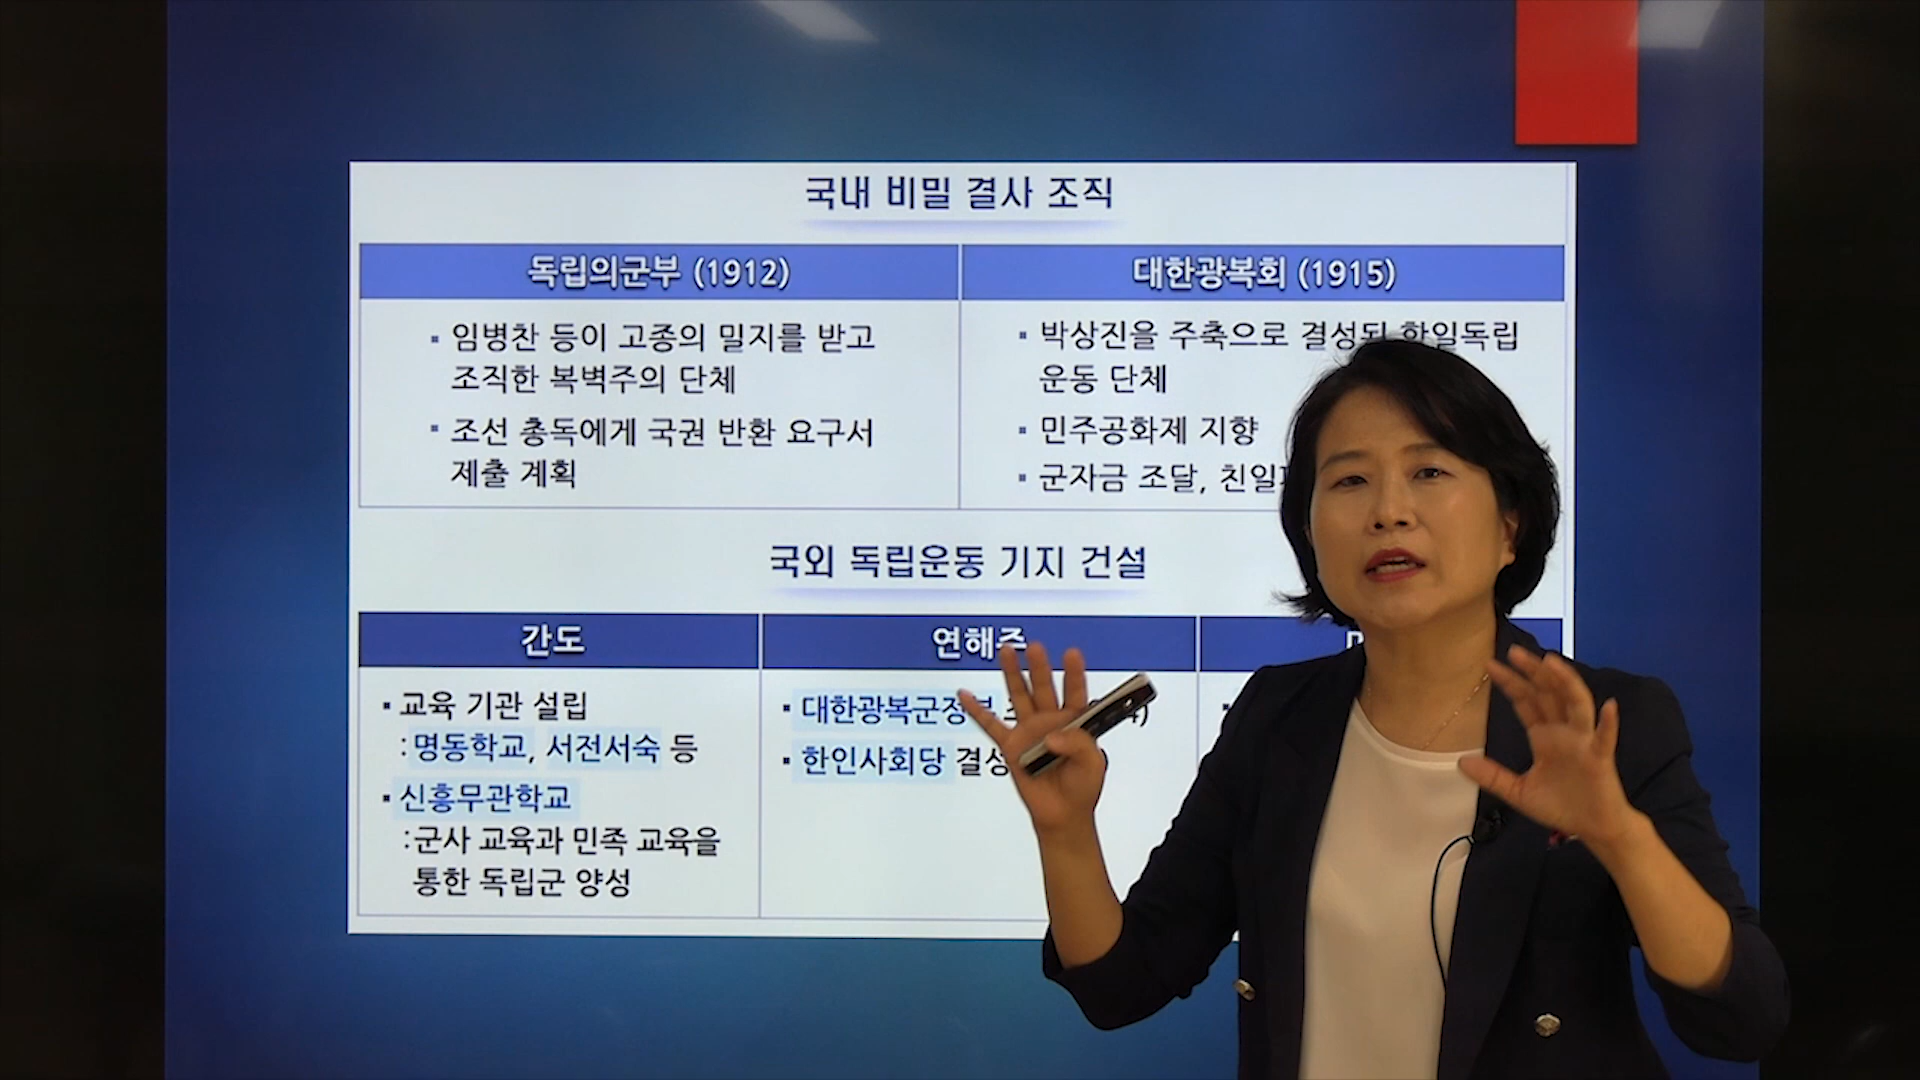 국내 비밀 결사 조직
독립의군부 (1912)
임병찬 등이 고종의 밀지를 받고
조직한 복벽주의 단체
조선 총독에게 국권 반환 요구서
제출 계획
대한광복회 (1915)
박상진을 주축으로 결성된 항일독립
운동 단체
민주공화제 지향
군자금 조달,
국외 독립운동 기지 건설
간도
교육 기관 설립
: 명동학교, 서전서숙 등
신흥무관학교
: 군사 교육과 민족 교육을
통한 독립군 양성
연해주
대한광복군정부
한인사회당 결성